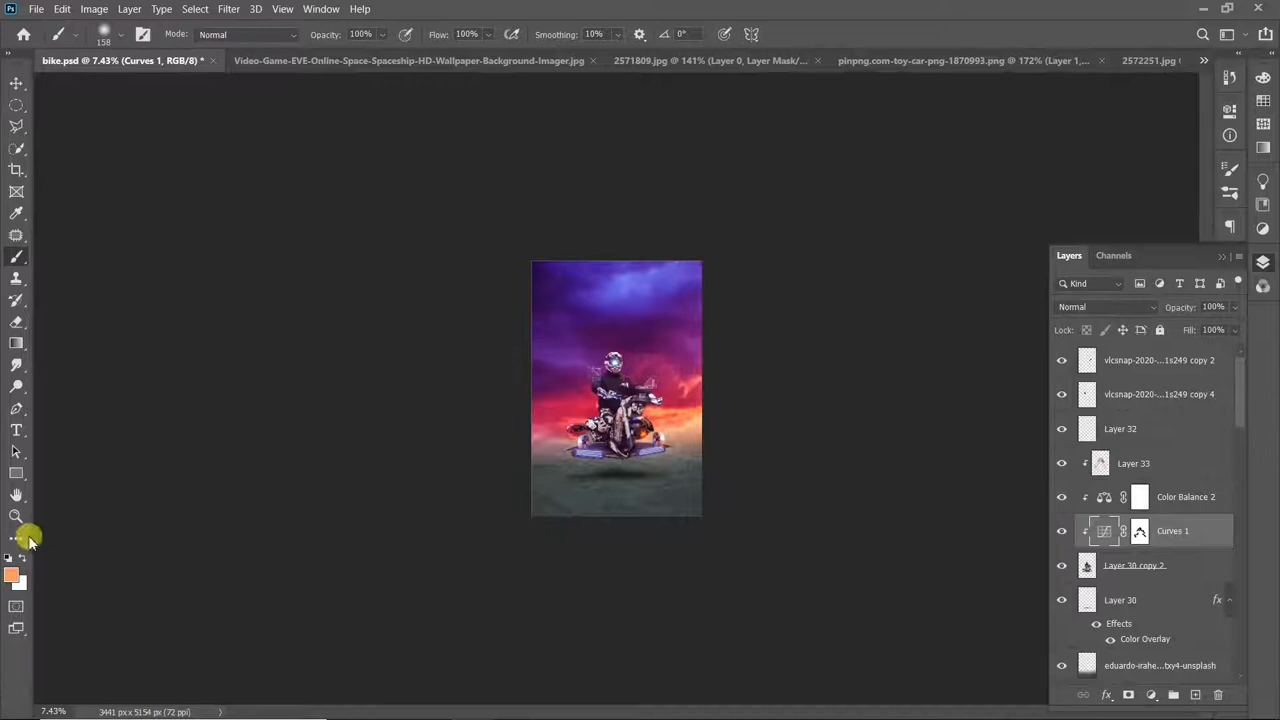 Ps File Edit Image Layer Type Select Filter 3D View Window Help
158 Mode: Normal Opacity: 100% Flow: 100% Smoothing: 10% 0°
bike.psd @ 7.43% (Curves 1, RGB/8) * Video-Game-EVE-Online-Space-Spaceship-HD-Wallpaper-Background-Imager.jpg 2571809.jpg @ 141% (Layer 0, Layer Mask/... pinpng.com-toy-car-png-1870993.png @ 172% (Layer 1,... 2572251.jpg
Layers Channels
Kind
Normal Opacity: 100%
Lock: Fill: 100%
vlcsnap-2020-...1s249 copy 2
vlcsnap-2020-...1s249 copy 4
Layer 32
Layer 33
Color Balance 2
Curves 1
Layer 30 copy 2
Layer 30 fx
Effects
Color Overlay
eduardo-irahe...txy4-unsplash
7.43% 3441 px x 5154 px (72 ppi)